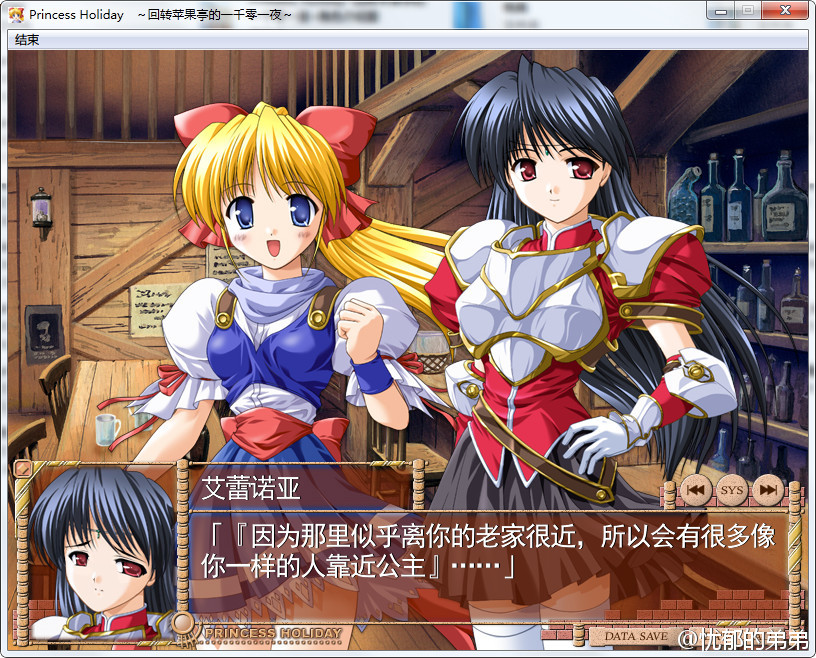 Princess Holiday ～回转苹果亭的一千零一夜～
结束
艾蕾诺亚
「『因为那里似乎离你的老家很近，所以会有很多像
你一样的人靠近公主』……」
SYS
PRINCESS HOLIDAY
DATA SAVE
@忧郁的弟弟